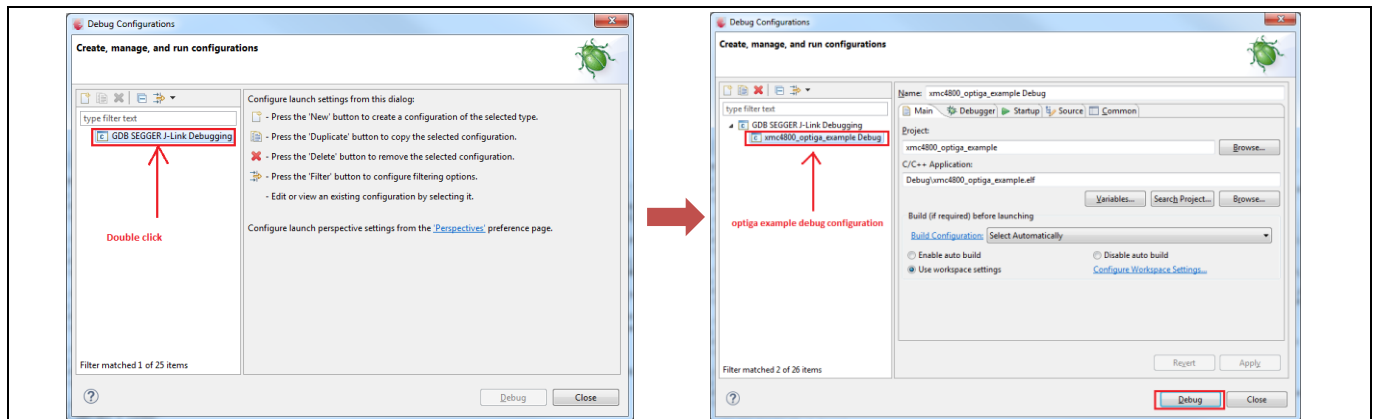 Debug Configurations
Create, manage, and run configurations
type filter text
GDB SEGGER J-Link Debugging
Double click
Filter matched 1 of 25 items
Configure launch settings from this dialog:
- Press the 'New' button to create a configuration of the selected type.
- Press the 'Duplicate' button to copy the selected configuration.
- Press the 'Delete' button to remove the selected configuration.
- Press the 'Filter' button to configure filtering options.
- Edit or view an existing configuration by selecting it.
Configure launch perspective settings from the 'Perspectives' preference page.
Debug Close
Debug Configurations
Create, manage, and run configurations
type filter text
GDB SEGGER J-Link Debugging
xmc4800_optiga_example Debug
optiga example debug configuration
Filter matched 2 of 26 items
Name: xmc4800_optiga_example Debug
Main Debugger Startup Source Common
Project:
xmc4800_optiga_example Browse...
C/C++ Application:
Debug\xmc4800_optiga_example.elf
Variables... Search Project... Browse...
Build (if required) before launching
Build Configuration: Select Automatically
Enable auto build Disable auto build
Use workspace settings Configure Workspace Settings...
Revert Apply
Debug Close